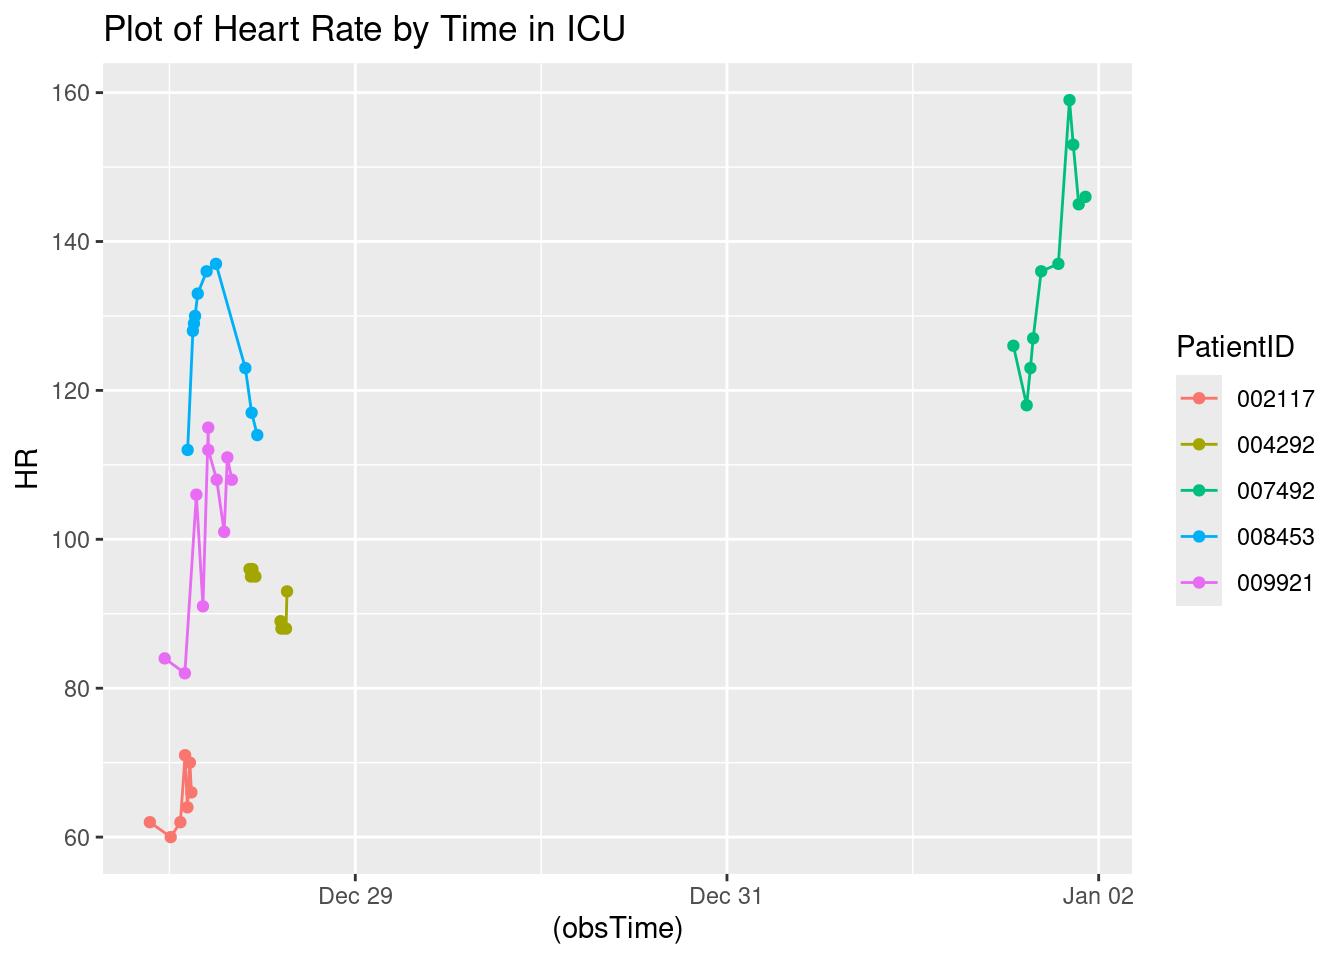 Plot of Heart Rate by Time in ICU
160
140
120
100
80
60
HR
Dec 29
Dec 31
Jan 02
(obsTime)
PatientID
002117
004292
007492
008453
009921